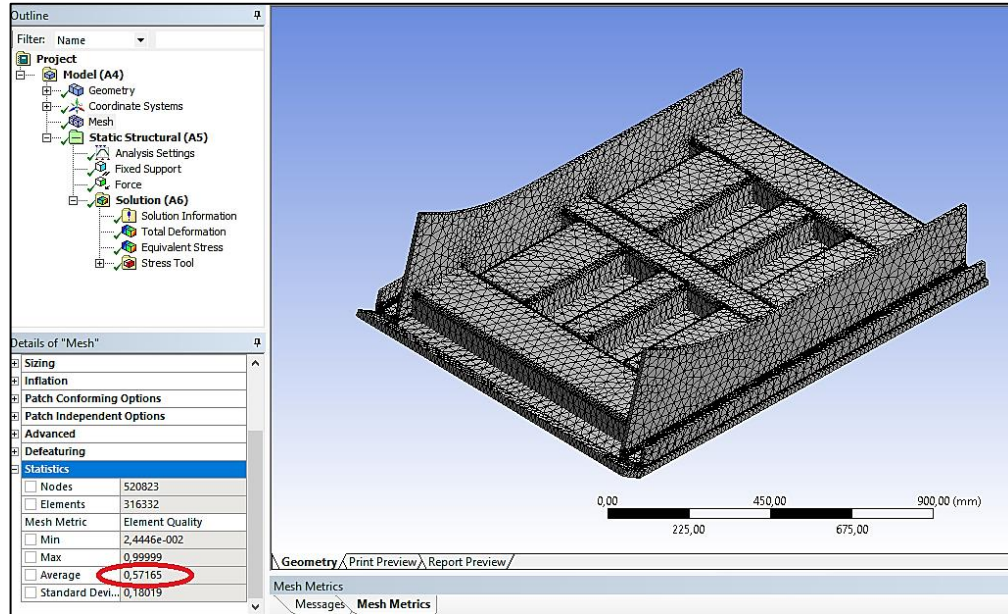 Outline
Filter: Name
Project
Model (A4)
Geometry
Coordinate Systems
Mesh
Static Structural (A5)
Analysis Settings
Fixed Support
Force
Solution (A6)
Solution Information
Total Deformation
Equivalent Stress
Stress Tool
Details of "Mesh"
Sizing
Inflation
Patch Conforming Options
Patch Independent Options
Advanced
Defeaturing
Statistics
Nodes 520823
Elements 316332
Mesh Metric Element Quality
Min 2,4446e-002
Max 0,99999
Average 0,57165
Standard Devi... 0,18019
0,00 450,00 900,00 (mm)
225,00 675,00
Geometry Print Preview Report Preview
Mesh Metrics
Messages Mesh Metrics